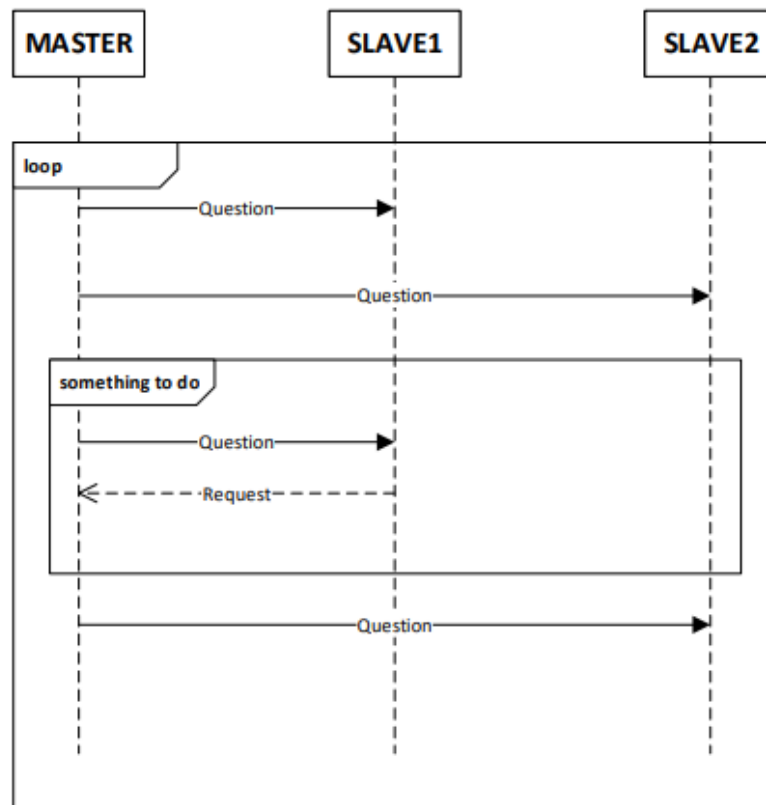 MASTER
SLAVE1
SLAVE2
loop
Question
Question
something to do
Question
Request
Question